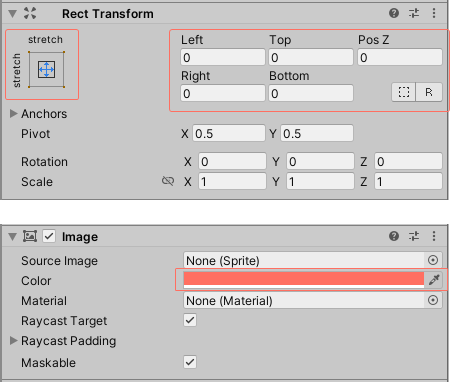 Rect Transform
stretch
stretch
Left Top Pos Z
0 0 0
Right Bottom
0 0 R
Anchors
Pivot X 0.5 Y 0.5
Rotation X 0 Y 0 Z 0
Scale X 1 Y 1 Z 1
Image
Source Image None (Sprite)
Color
Material None (Material)
Raycast Target
Raycast Padding
Maskable